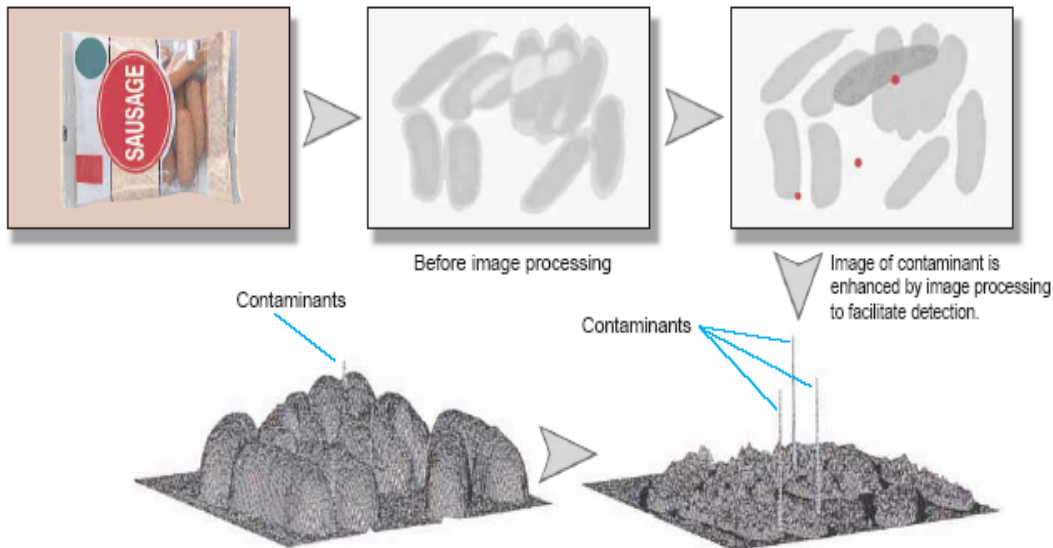 SAUSAGE
Before image processing
Image of contaminant is
enhanced by image processing
to facilitate detection.
Contaminants
Contaminants